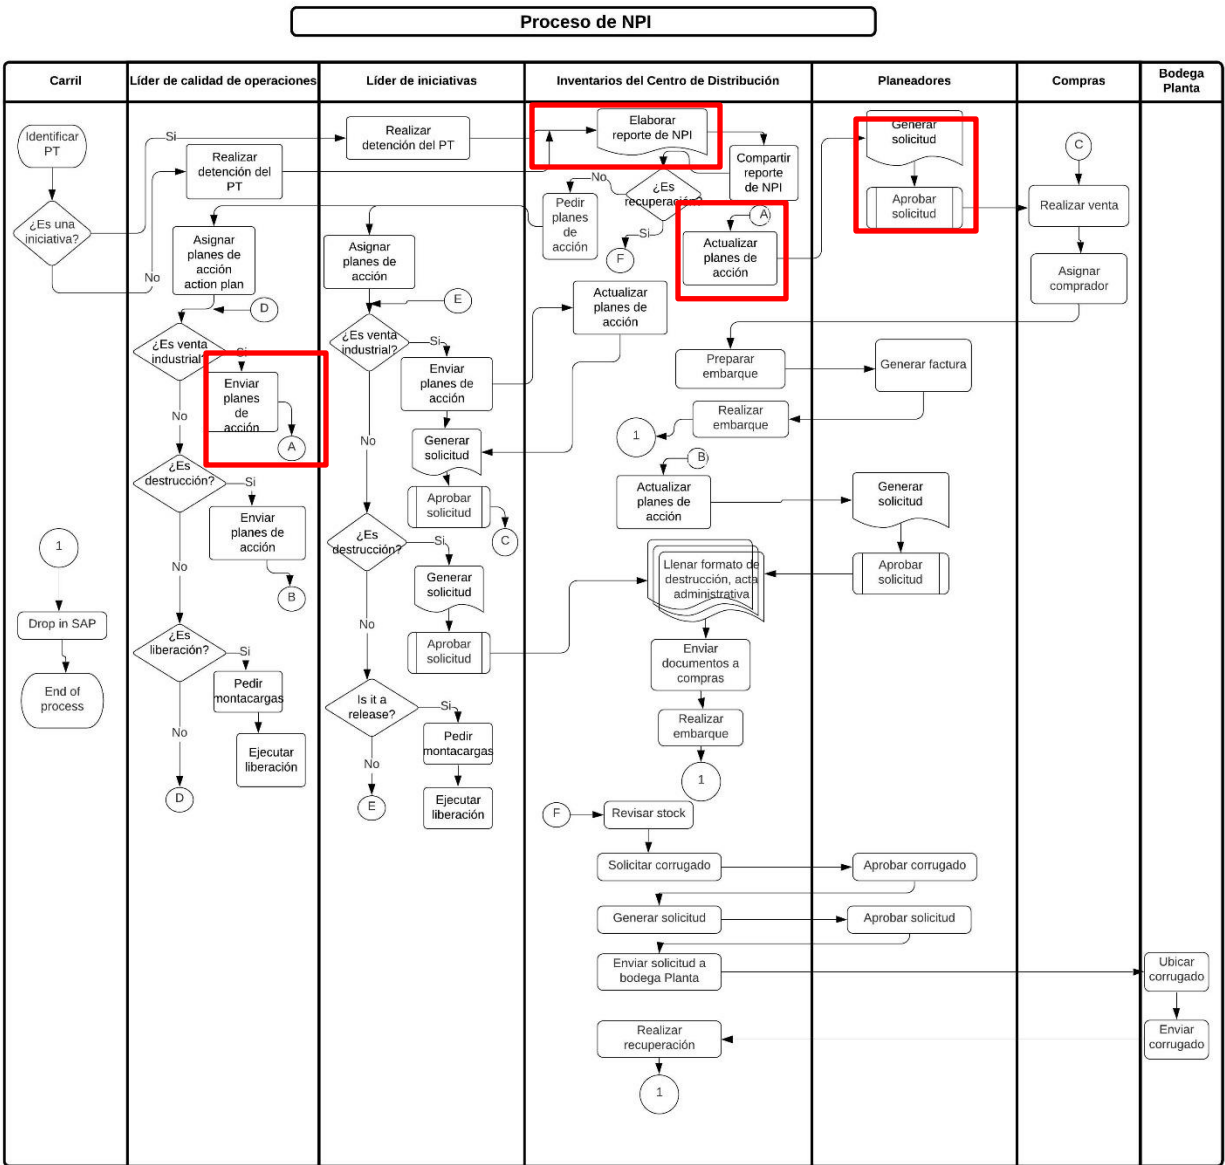 Proceso de NPI
Carril
Líder de calidad de operaciones
Líder de iniciativas
Inventarios del Centro de Distribución
Planeadores
Compras
Bodega
Planta
Identificar
PT
¿Es una
iniciativa?
Si
No
1
Drop in SAP
End of
process
Realizar
detención del
PT
Asignar
planes de
acción
action plan
D
¿Es venta
industrial?
Si
Enviar
planes
de
acción
A
No
¿Es
destrucción?
Si
Enviar
planes de
acción
B
No
¿Es
liberación?
Si
Pedir
montacargas
Ejecutar
liberación
No
D
Realizar
detención del PT
Asignar
planes de
acción
E
¿Es venta
industrial?
Si
Enviar
planes de
acción
Generar
solicitud
Aprobar
solicitud
C
No
¿Es
destrucción?
Si
Generar
solicitud
Aprobar
solicitud
No
Is it a
release?
Si
Pedir
montacargas
Ejecutar
liberación
No
E
Elaborar
reporte de NPI
Compartir
reporte
de NPI
¿Es
recuperación?
No
Pedir
planes de
acción
Si
F
A
Actualizar
planes de
acción
Actualizar
planes de
acción
Preparar
embarque
Realizar
embarque
1
B
Actualizar
planes de
acción
Llenar formato de
destrucción, acta
administrativa
Enviar
documentos a
compras
Realizar
embarque
1
F
Revisar stock
Solicitar corrugado
Generar solicitud
Enviar solicitud a
bodega Planta
Realizar
recuperación
1
Generar
solicitud
Aprobar
solicitud
Generar factura
Generar
solicitud
Aprobar
solicitud
Aprobar corrugado
Aprobar solicitud
C
Realizar venta
Asignar
comprador
Ubicar
corrugado
Enviar
corrugado